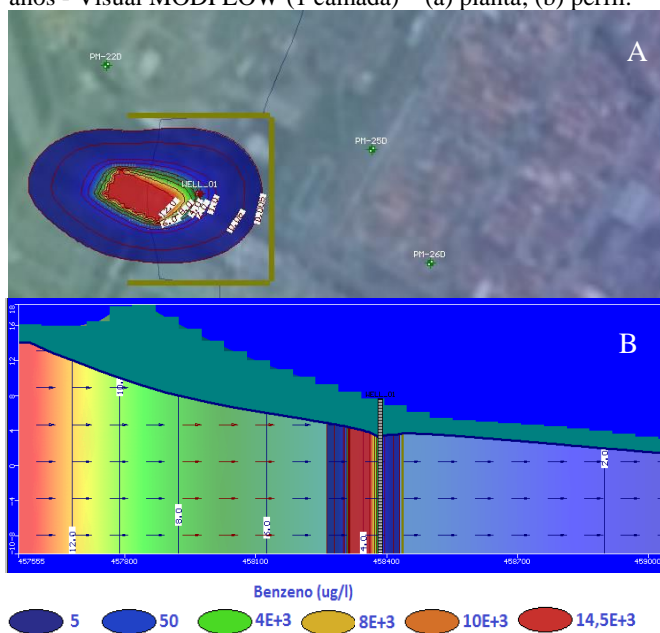 anos - Visual MODFLOW (1 camada) – (a) planta; (b) perfil.
A
PM-22D
PM-25D
WELL_01
PM-26D
B
18
16
12
8
4
0
-4
-10-8
10.
12.0
8.0
6.0
4.0
2.0
457555
457800
458100
458400
458700
459000
Benzeno (ug/l)
5
50
4E+3
8E+3
10E+3
14,5E+3